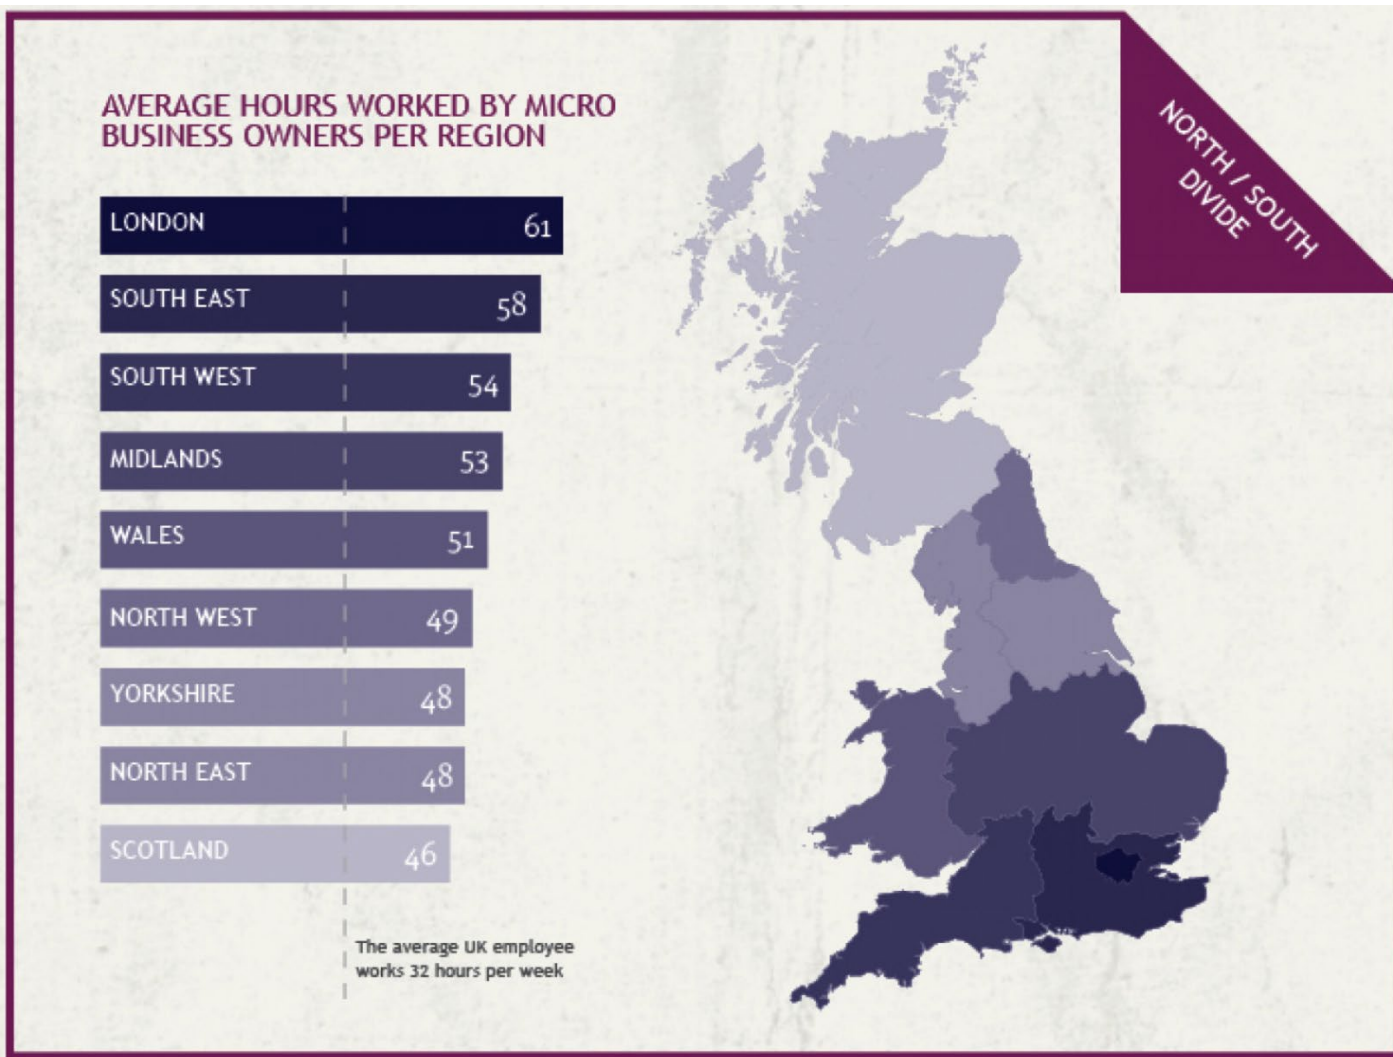 AVERAGE HOURS WORKED BY MICRO
BUSINESS OWNERS PER REGION
LONDON 61
SOUTH EAST 58
SOUTH WEST 54
MIDLANDS 53
WALES 51
NORTH WEST 49
YORKSHIRE 48
NORTH EAST 48
SCOTLAND 46
The average UK employee
works 32 hours per week
NORTH / SOUTH
DIVIDE